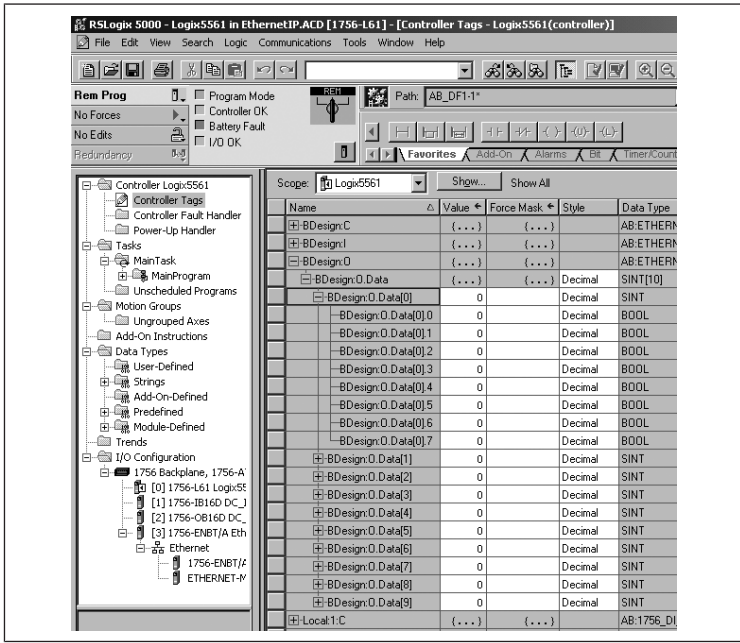 RSLogix 5000 - Logix5561 in EthernetIP.ACD [1756-L61] - [Controller Tags - Logix5561(controller)]
File Edit View Search Logic Communications Tools Window Help
Rem Prog
No Forces
No Edits
Redundancy
Program Mode
Controller OK
Battery Fault
I/O OK
REM
Path: AB_DF1-1*
Favorites Add-On Alarms Bit Timer/Count
Controller Logix5561
Controller Tags
Controller Fault Handler
Power-Up Handler
Tasks
MainTask
MainProgram
Unscheduled Programs
Motion Groups
Ungrouped Axes
Add-On Instructions
Data Types
User-Defined
Strings
Add-On-Defined
Predefined
Module-Defined
Trends
I/O Configuration
1756 Backplane, 1756-A
[0] 1756-L61 Logix55
[1] 1756-IB16D DC_I
[2] 1756-OB16D DC_
[3] 1756-ENBT/A Eth
Ethernet
1756-ENBT/A
ETHERNET-M
Scope: Logix5561 Show... Show All
Name Value Force Mask Style Data Type
BDesign:C {...} {...} AB:ETHERN
BDesign:I {...} {...} AB:ETHERN
BDesign:O {...} {...} AB:ETHERN
BDesign:O.Data {...} {...} Decimal SINT[10]
BDesign:O.Data[0] 0 Decimal SINT
BDesign:O.Data[0].0 0 Decimal BOOL
BDesign:O.Data[0].1 0 Decimal BOOL
BDesign:O.Data[0].2 0 Decimal BOOL
BDesign:O.Data[0].3 0 Decimal BOOL
BDesign:O.Data[0].4 0 Decimal BOOL
BDesign:O.Data[0].5 0 Decimal BOOL
BDesign:O.Data[0].6 0 Decimal BOOL
BDesign:O.Data[0].7 0 Decimal BOOL
BDesign:O.Data[1] 0 Decimal SINT
BDesign:O.Data[2] 0 Decimal SINT
BDesign:O.Data[3] 0 Decimal SINT
BDesign:O.Data[4] 0 Decimal SINT
BDesign:O.Data[5] 0 Decimal SINT
BDesign:O.Data[6] 0 Decimal SINT
BDesign:O.Data[7] 0 Decimal SINT
BDesign:O.Data[8] 0 Decimal SINT
BDesign:O.Data[9] 0 Decimal SINT
Local:1:C {...} {...} AB:1756_DI